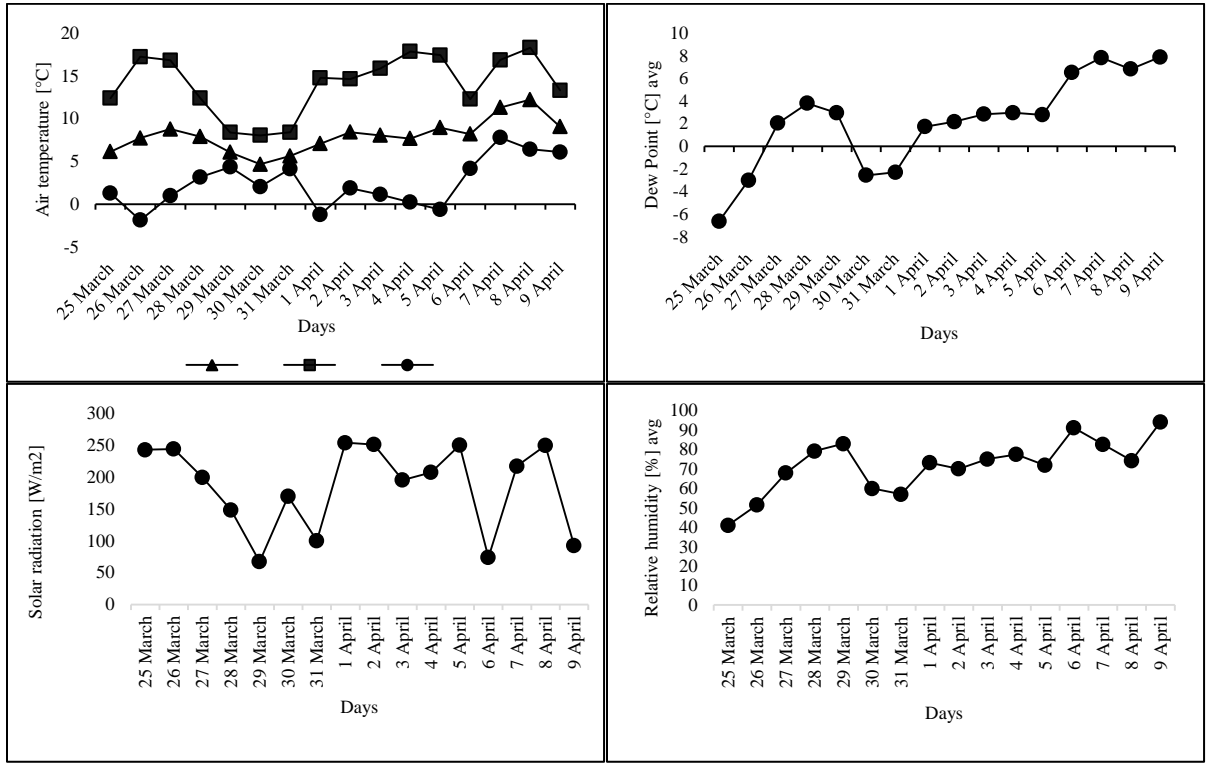 20
15
10
5
0
-5
Air temperature [°C]
25 March
26 March
27 March
28 March
29 March
30 March
31 March
1 April
2 April
3 April
4 April
5 April
6 April
7 April
8 April
9 April
Days
10
8
6
4
2
0
-2
-4
-6
-8
Dew Point [°C] avg
25 March
26 March
27 March
28 March
29 March
30 March
31 March
1 April
2 April
3 April
4 April
5 April
6 April
7 April
8 April
9 April
Days
300
250
200
150
100
50
0
Solar radiation [W/m2]
25 March
26 March
27 March
28 March
29 March
30 March
31 March
1 April
2 April
3 April
4 April
5 April
6 April
7 April
8 April
9 April
Days
100
90
80
70
60
50
40
30
20
10
0
Relative humidity [%] avg
25 March
26 March
27 March
28 March
29 March
30 March
31 March
1 April
2 April
3 April
4 April
5 April
6 April
7 April
8 April
9 April
Days